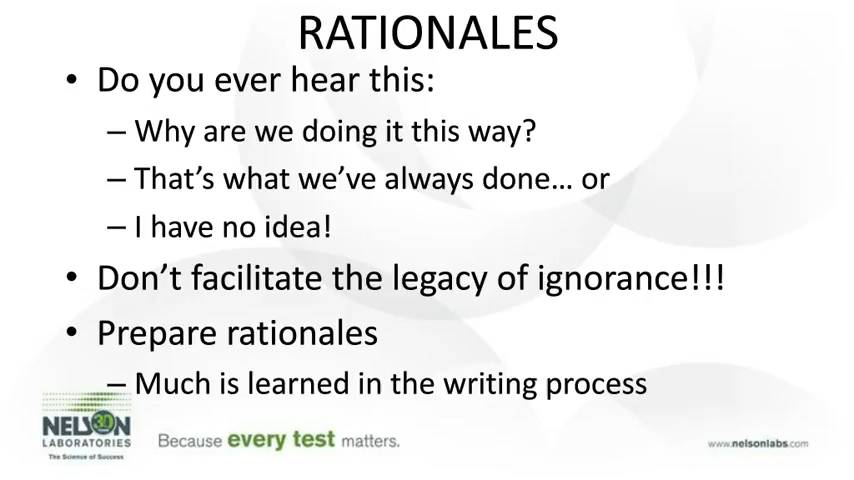 RATIONALES
• Do you ever hear this:
– Why are we doing it this way?
– That’s what we’ve always done… or
– I have no idea!
• Don’t facilitate the legacy of ignorance!!!
• Prepare rationales
– Much is learned in the writing process
NELSON
30
LABORATORIES
The Science of Success
Because every test matters.
www.nelsonlabs.com